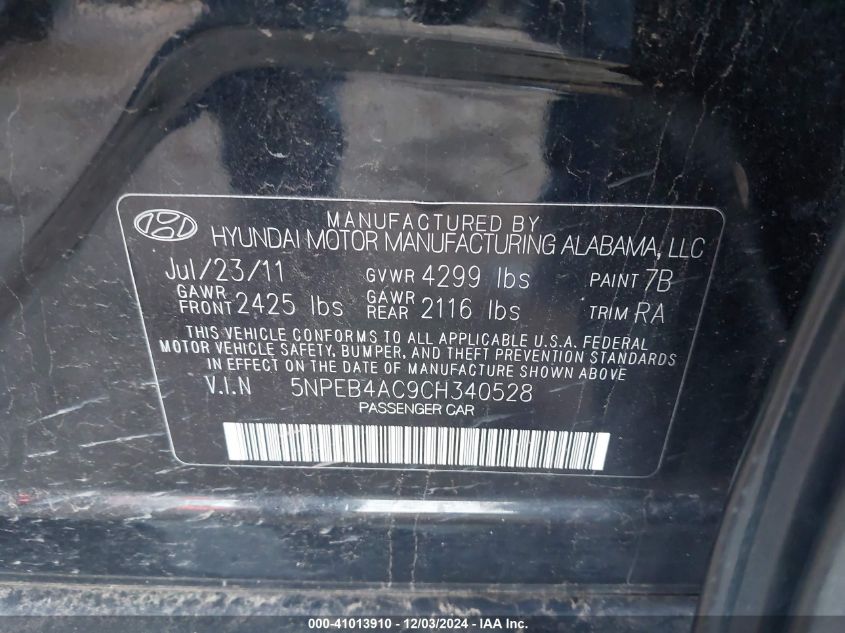 MANUFACTURED BY
HYUNDAI MOTOR MANUFACTURING ALABAMA, LLC
Jul/23/11 GVWR 4299 lbs PAINT 7B
GAWR FRONT 2425 lbs GAWR REAR 2116 lbs TRIM RA
THIS VEHICLE CONFORMS TO ALL APPLICABLE U.S.A. FEDERAL
MOTOR VEHICLE SAFETY, BUMPER, AND THEFT PREVENTION STANDARDS
IN EFFECT ON THE DATE OF MANUFACTURE SHOWN ABOVE
V.I.N 5NPEB4AC9CH340528
PASSENGER CAR
000-41013910 - 12/03/2024 - IAA Inc.